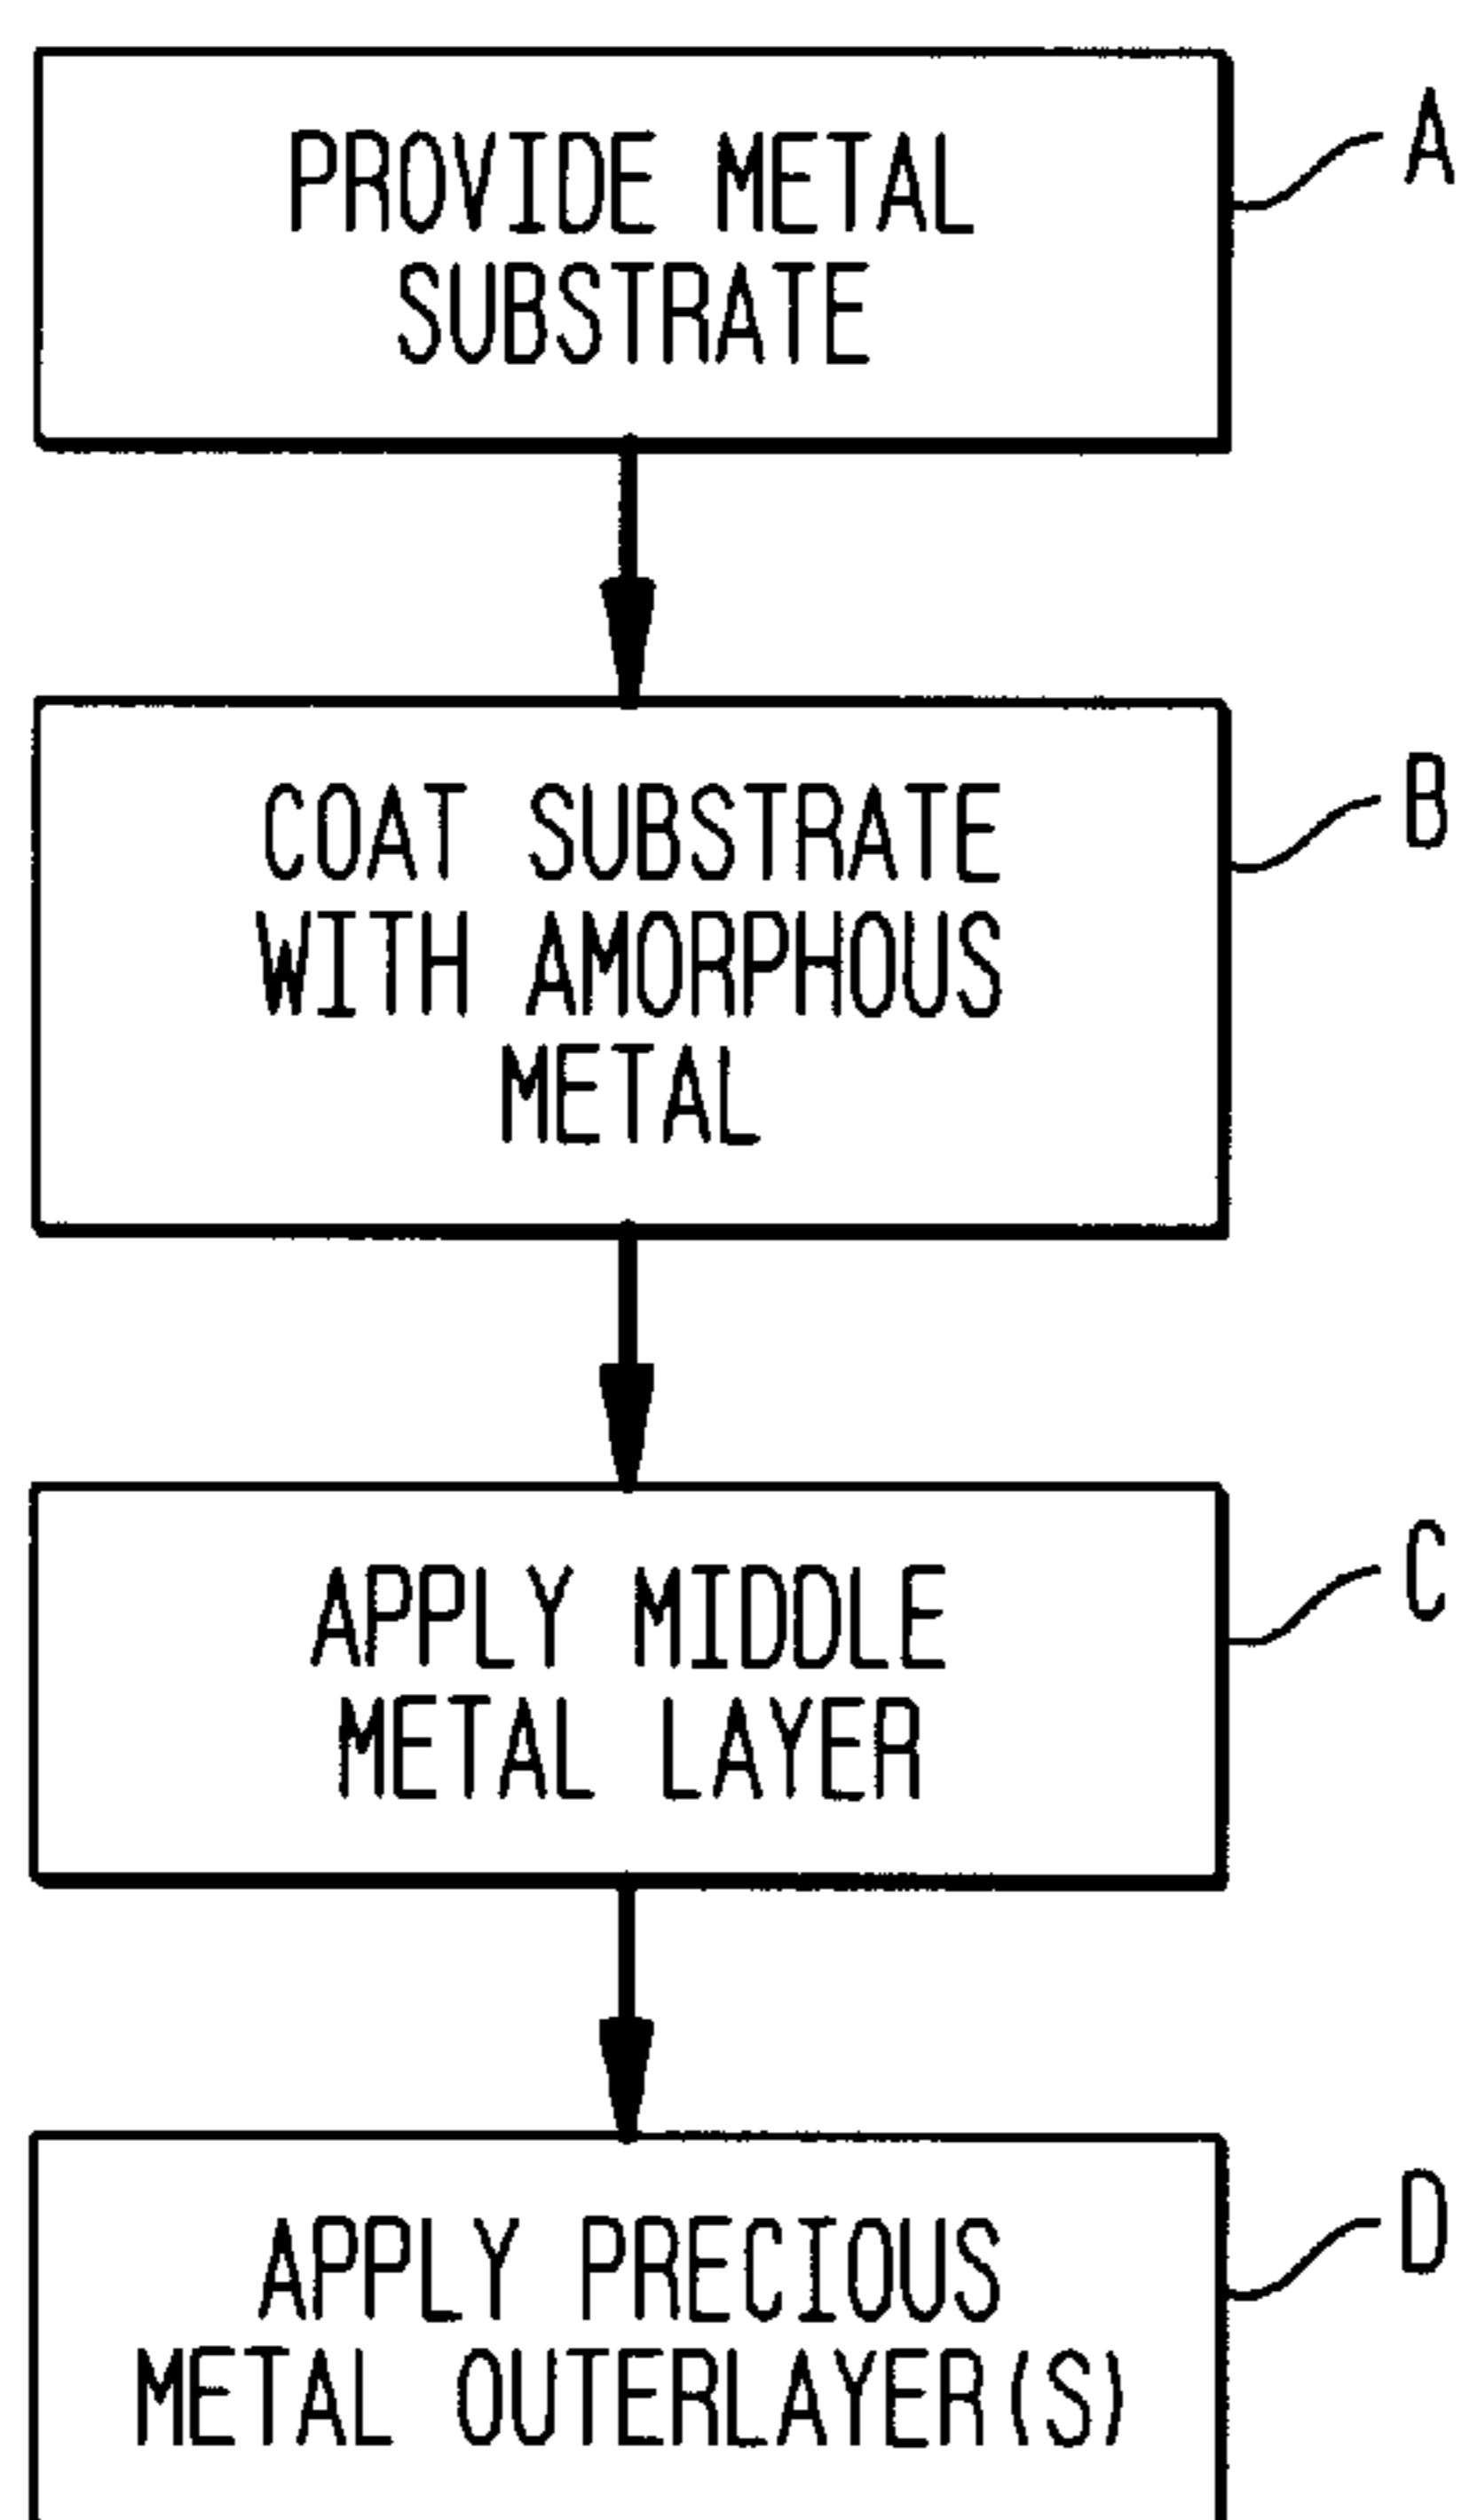 PROVIDE METAL
SUBSTRATE
A
COAT SUBSTRATE
WITH AMORPHOUS
METAL
B
APPLY MIDDLE
METAL LAYER
C
APPLY PRECIOUS
METAL OUTERLAYER(S)
D